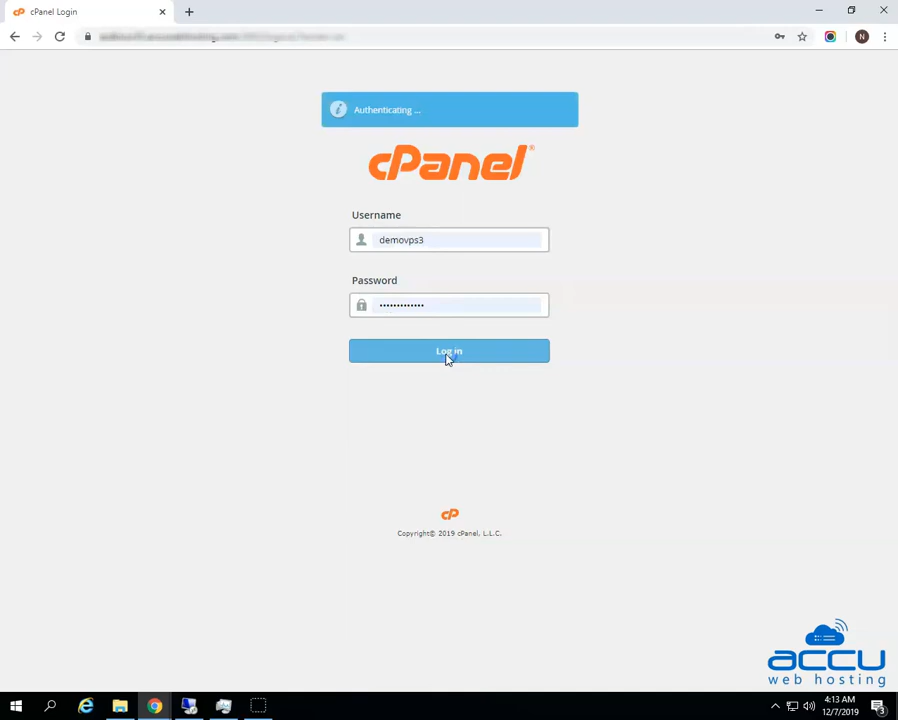 cPanel Login
N
Authenticating ...
cPanel®
Username
demovps3
Password
•••••••••••••
Log in
cP
Copyright© 2019 cPanel, L.L.C.
ACCU
web hosting
4:13 AM
12/7/2019
3